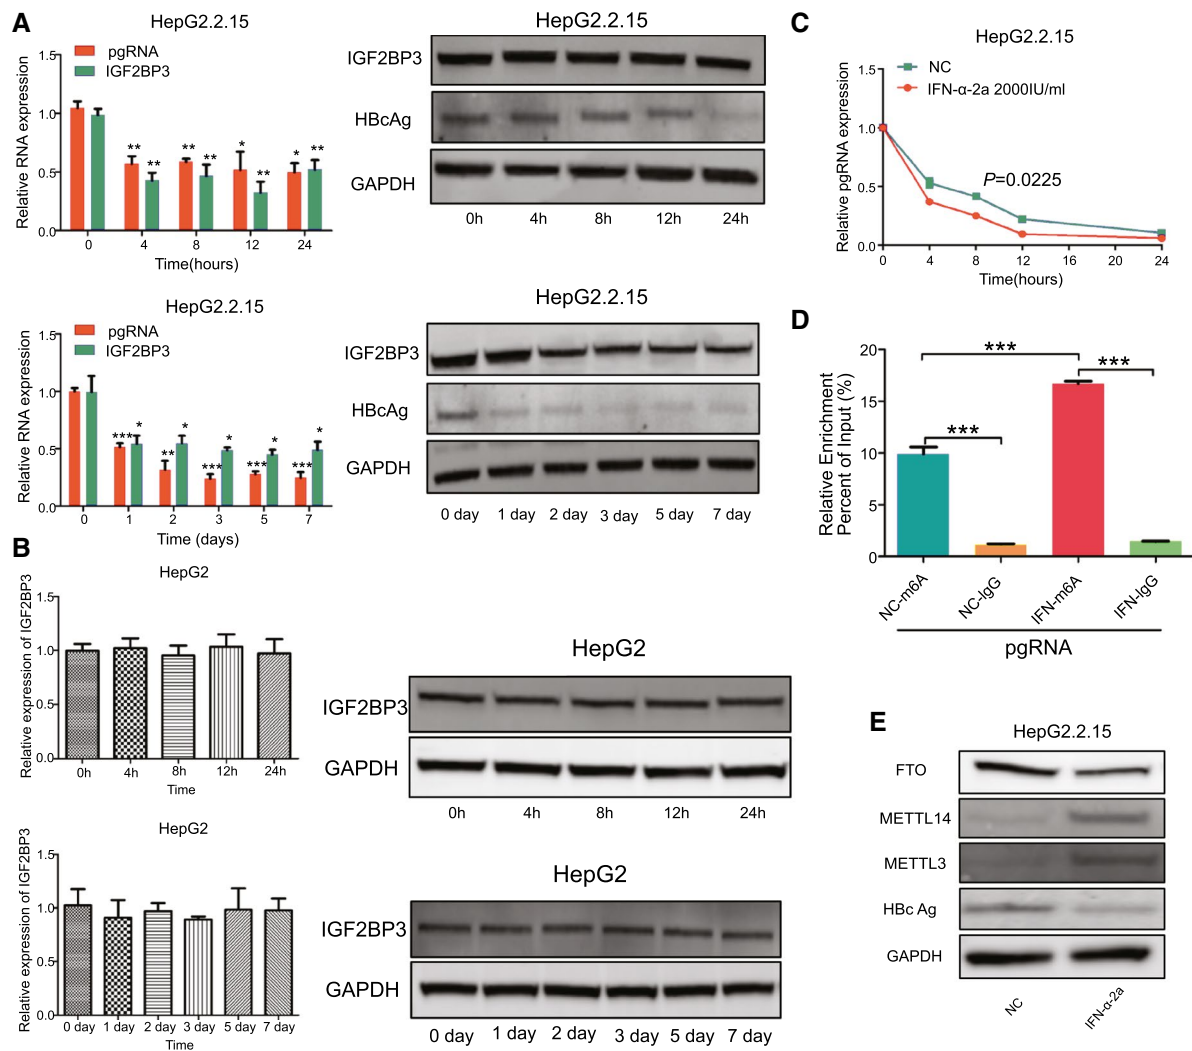 A
HepG2.2.15
pgRNA
IGF2BP3
Relative RNA expression
1.5
1.0
0.5
0.0
** ** ** ** * ** * **
0 4 8 12 24
Time(hours)
HepG2.2.15
IGF2BP3
HBcAg
GAPDH
0h 4h 8h 12h 24h
HepG2.2.15
pgRNA
IGF2BP3
Relative RNA expression
1.5
1.0
0.5
0.0
*** * ** * *** * *** * *** *
0 1 2 3 5 7
Time (days)
HepG2.2.15
IGF2BP3
HBcAg
GAPDH
0 day 1 day 2 day 3 day 5 day 7 day
B
HepG2
Relative expression of IGF2BP3
1.5
1.0
0.5
0.0
0h 4h 8h 12h 24h
Time
HepG2
IGF2BP3
GAPDH
0h 4h 8h 12h 24h
HepG2
Relative expression of IGF2BP3
1.5
1.0
0.5
0.0
0 day 1 day 2 day 3 day 5 day 7 day
Time
HepG2
IGF2BP3
GAPDH
0 day 1 day 2 day 3 day 5 day 7 day
C
HepG2.2.15
NC
IFN-α-2a 2000IU/ml
Relative pgRNA expression
1.5
1.0
0.5
0.0
P=0.0225
0 4 8 12 16 20 24
Time(hours)
D
Relative Enrichment
Percent of Input (%)
20
15
10
5
0
***
***
***
NC-m6A NC-IgG IFN-m6A IFN-IgG
pgRNA
E
HepG2.2.15
FTO
METTL14
METTL3
HBc Ag
GAPDH
NC IFN-α-2a